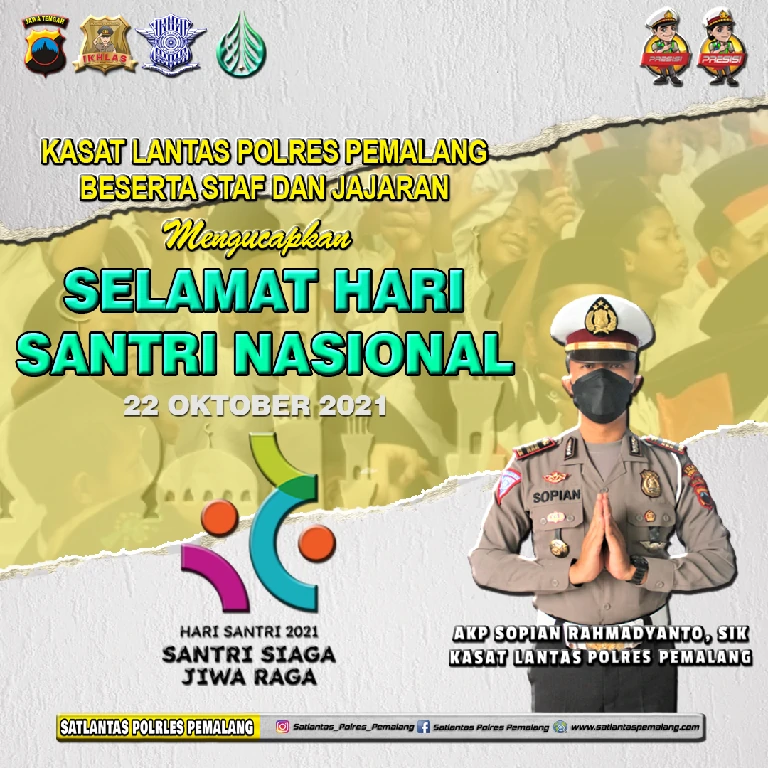 JAWA TENGAH
IKHLAS
PRESISI
PRESISI
KASAT LANTAS POLRES PEMALANG
BESERTA STAF DAN JAJARAN
Mengucapkan
SELAMAT HARI
SANTRI NASIONAL
22 OKTOBER 2021
SOPIAN
HARI SANTRI 2021
SANTRI SIAGA
JIWA RAGA
AKP SOPIAN RAHMADYANTO, SIK
KASAT LANTAS POLRES PEMALANG
SATLANTAS POLRLES PEMALANG
Satlantas_Polres_Pemalang
Satlantas Polres Pemalang
www.satlantaspemalang.com